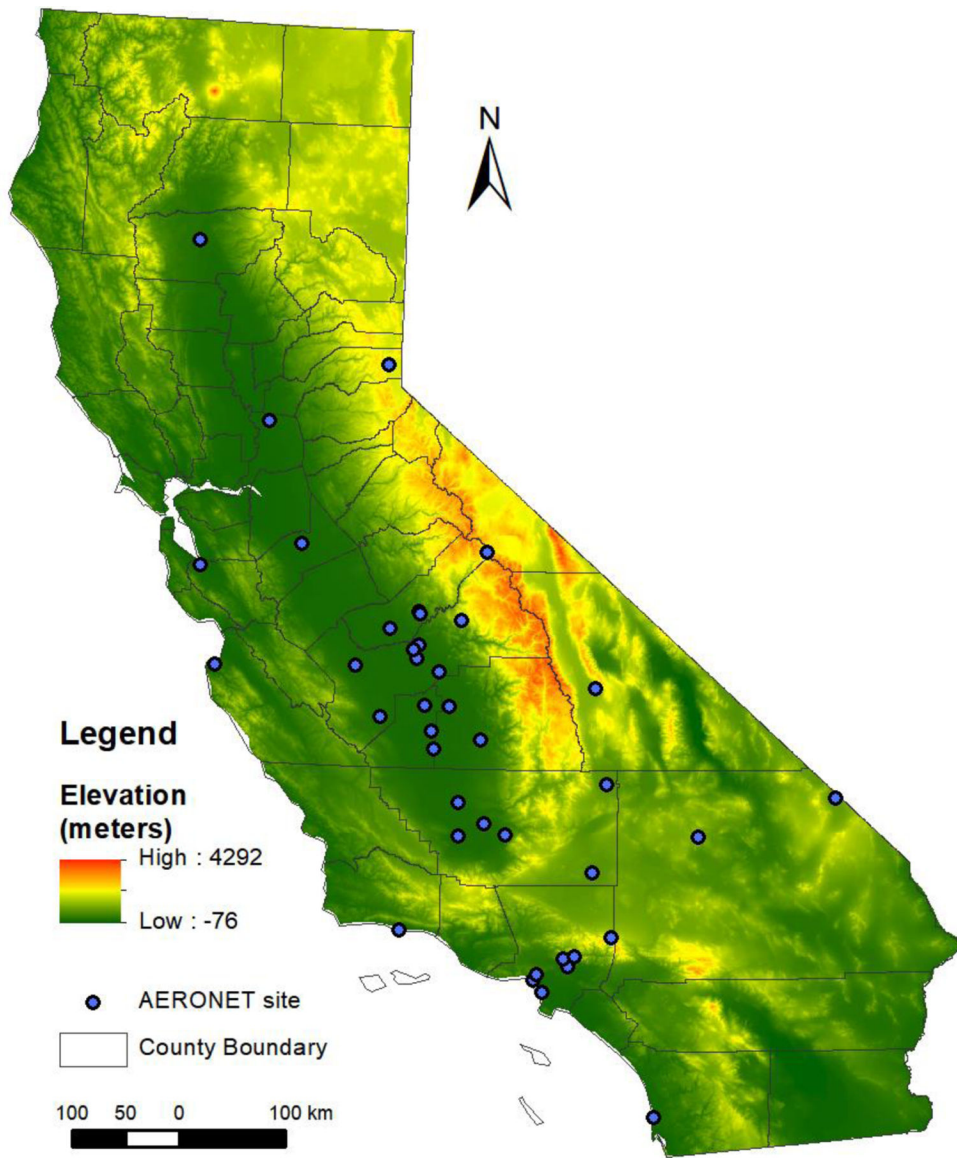 N
Legend
Elevation
(meters)
High : 4292
Low : -76
AERONET site
County Boundary
100 50 0 100 km